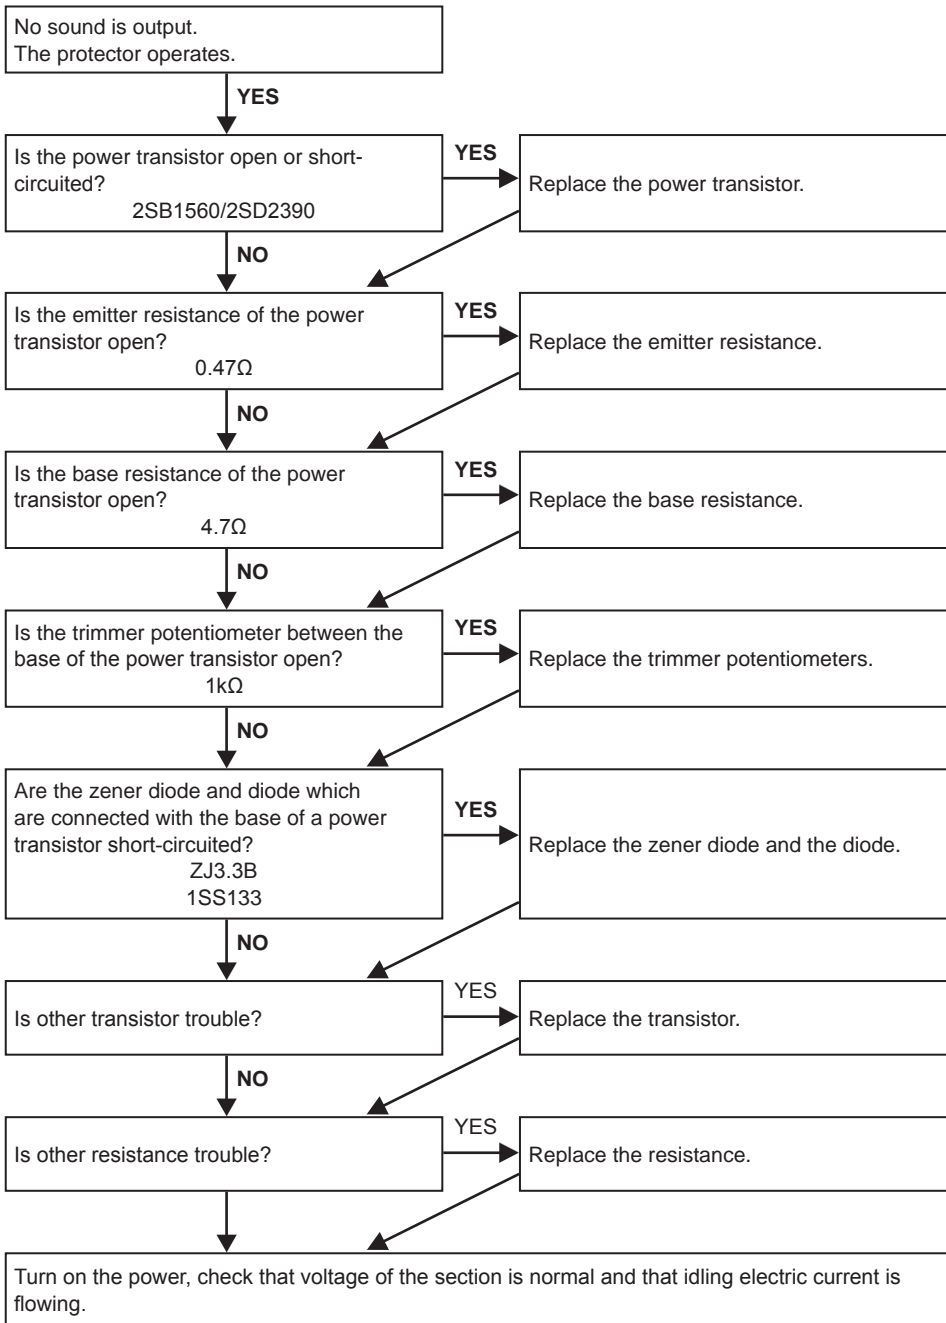 No sound is output.
The protector operates.
YES
Is the power transistor open or short-
circuited?
2SB1560/2SD2390
YES
Replace the power transistor.
NO
Is the emitter resistance of the power
transistor open?
0.47Ω
YES
Replace the emitter resistance.
NO
Is the base resistance of the power
transistor open?
4.7Ω
YES
Replace the base resistance.
NO
Is the trimmer potentiometer between the
base of the power transistor open?
1kΩ
YES
Replace the trimmer potentiometers.
NO
Are the zener diode and diode which
are connected with the base of a power
transistor short-circuited?
ZJ3.3B
1SS133
YES
Replace the zener diode and the diode.
NO
Is other transistor trouble?
YES
Replace the transistor.
NO
Is other resistance trouble?
YES
Replace the resistance.
Turn on the power, check that voltage of the section is normal and that idling electric current is
flowing.